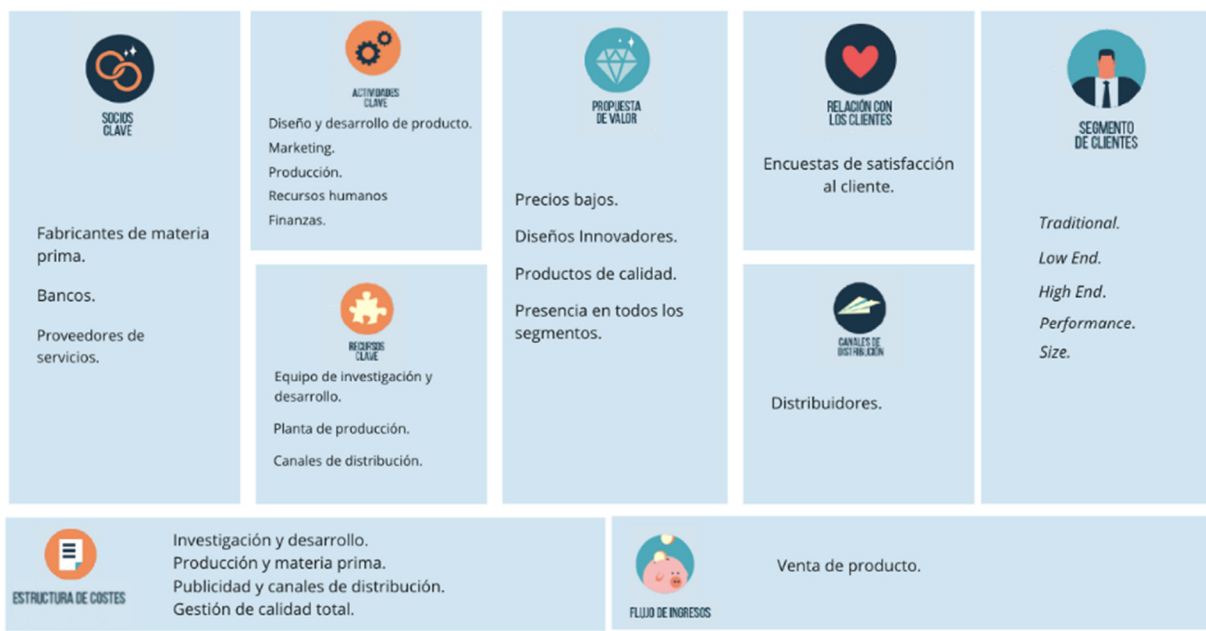 SOCIOS
CLAVE
Fabricantes de materia
prima.
Bancos.
Proveedores de
servicios.
ACTIVIDADES
CLAVE
Diseño y desarrollo de producto.
Marketing.
Producción.
Recursos humanos
Finanzas.
RECURSOS
CLAVE
Equipo de investigación y
desarrollo.
Planta de producción.
Canales de distribución.
PROPUESTA
DE VALOR
Precios bajos.
Diseños Innovadores.
Productos de calidad.
Presencia en todos los
segmentos.
RELACIÓN CON
LOS CLIENTES
Encuestas de satisfacción
al cliente.
CANALES DE
DISTRIBUCIÓN
Distribuidores.
SEGMENTO
DE CLIENTES
Traditional.
Low End.
High End.
Performance.
Size.
ESTRUCTURA DE COSTES
Investigación y desarrollo.
Producción y materia prima.
Publicidad y canales de distribución.
Gestión de calidad total.
FLUJO DE INGRESOS
Venta de producto.